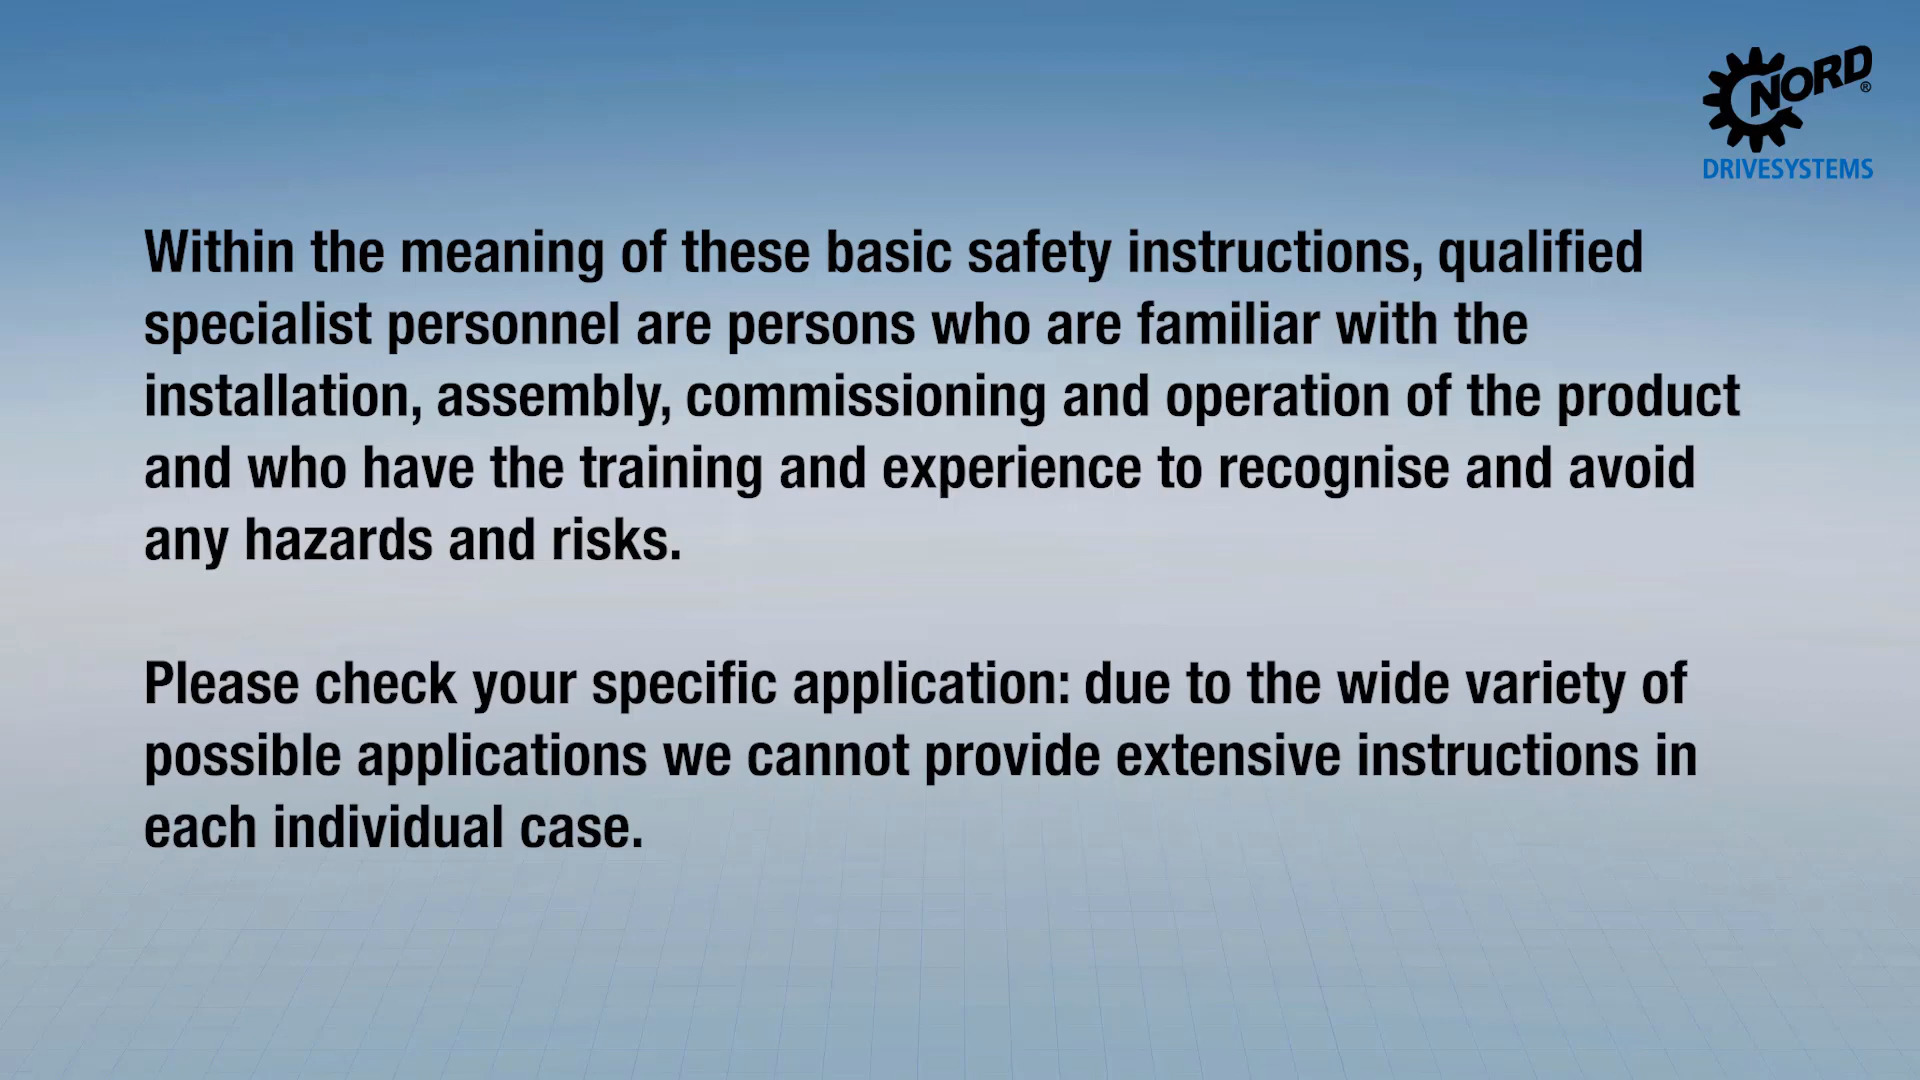 NORD
®
DRIVESYSTEMS
Within the meaning of these basic safety instructions, qualified
specialist personnel are persons who are familiar with the
installation, assembly, commissioning and operation of the product
and who have the training and experience to recognise and avoid
any hazards and risks.
Please check your specific application: due to the wide variety of
possible applications we cannot provide extensive instructions in
each individual case.